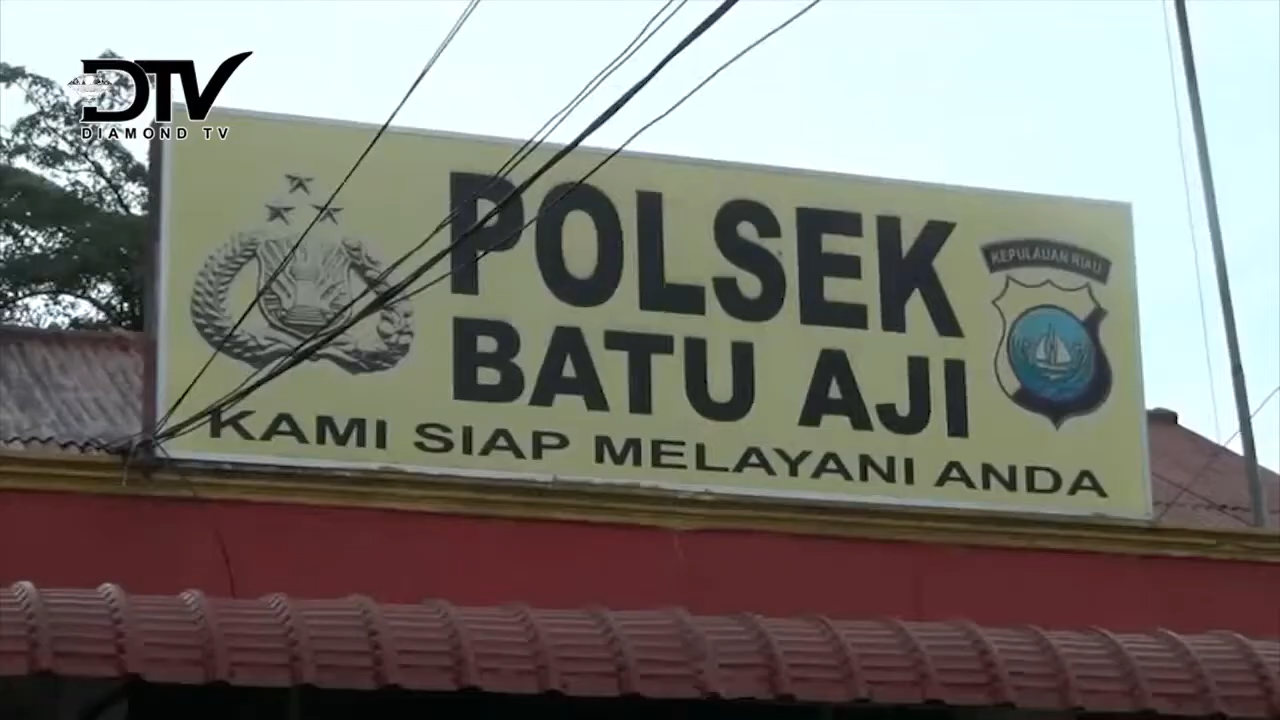 DTV
DIAMOND TV
POLSEK
BATU AJI
KAMI SIAP MELAYANI ANDA
KEPULAUAN RIAU